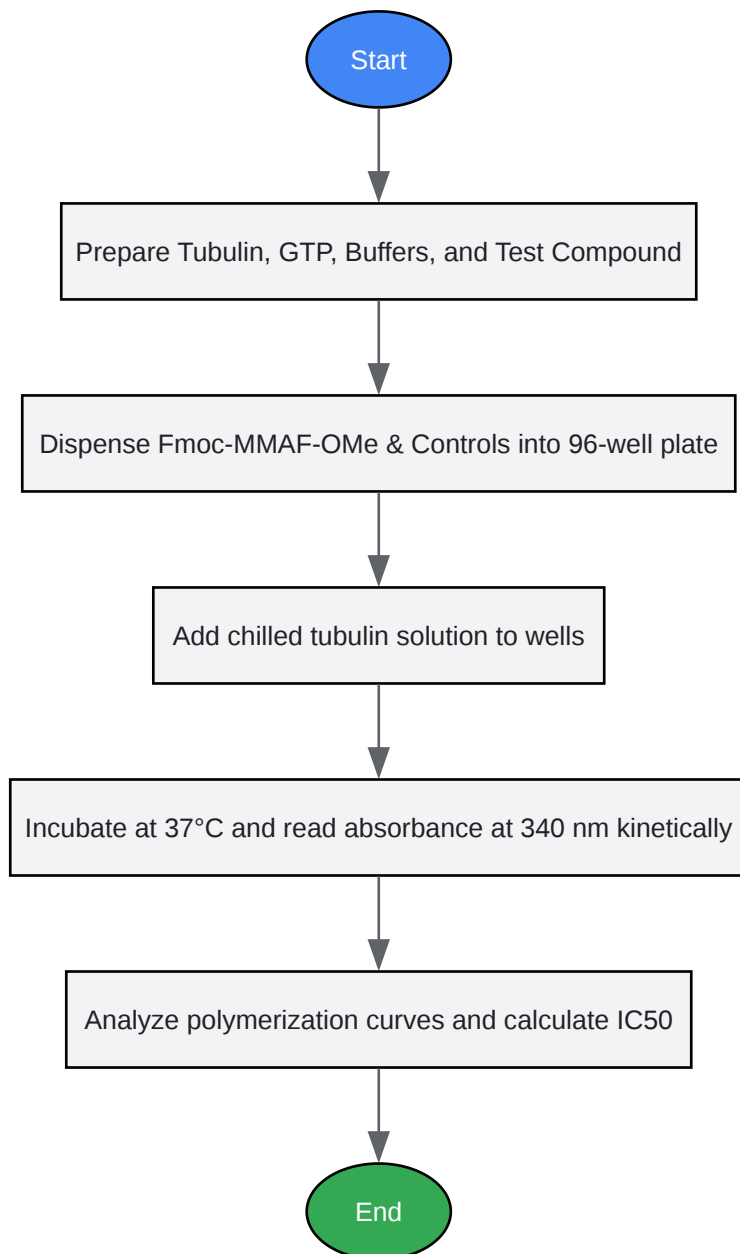 Start
Prepare Tubulin, GTP, Buffers, and Test Compound
Dispense Fmoc-MMAF-OMe & Controls into 96-well plate
Add chilled tubulin solution to wells
Incubate at 37°C and read absorbance at 340 nm kinetically
Analyze polymerization curves and calculate IC50
End